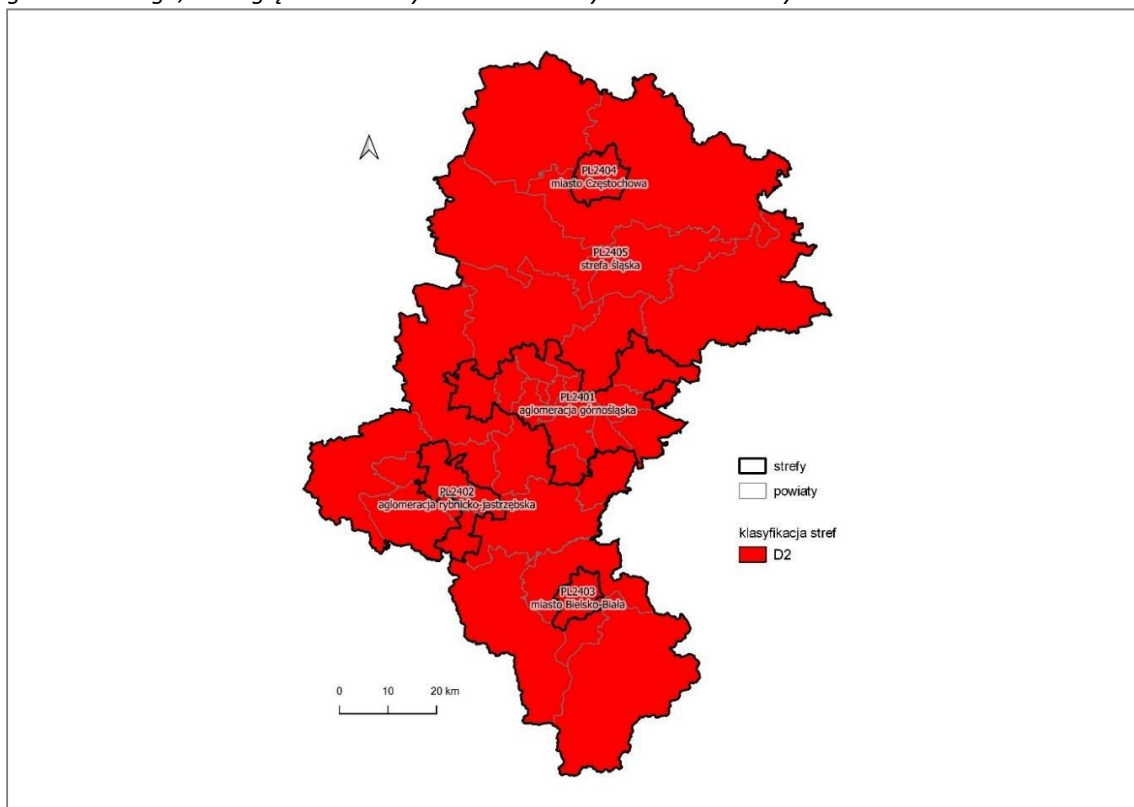 PL2404
miasto Częstochowa
PL2405
strefa śląska
PL2401
aglomeracja górnośląska
strefy
powiaty
PL2402
aglomeracja rybnicko-jastrzębska
klasyfikacja stref
D2
PL2403
miasto Bielsko-Biała
0 10 20 km